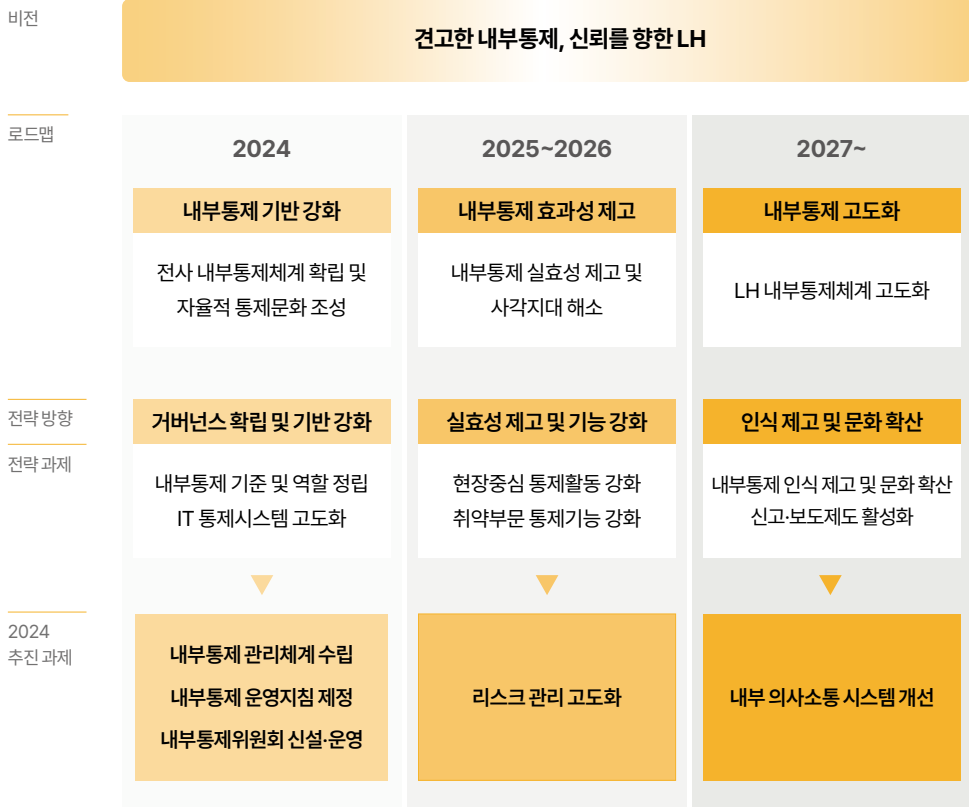 비전
견고한 내부통제, 신뢰를 향한 LH
로드맵
2024
2025~2026
2027~
내부통제 기반 강화
내부통제 효과성 제고
내부통제 고도화
전사 내부통제체계 확립 및
자율적 통제문화 조성
내부통제 실효성 제고 및
사각지대 해소
LH 내부통제체계 고도화
전략 방향
거버넌스 확립 및 기반 강화
실효성 제고 및 기능 강화
인식 제고 및 문화 확산
전략 과제
내부통제 기준 및 역할 정립
IT 통제시스템 고도화
현장중심 통제활동 강화
취약부문 통제기능 강화
내부통제 인식 제고 및 문화 확산
신고·보도제도 활성화
2024
추진 과제
내부통제 관리체계 수립
내부통제 운영지침 제정
내부통제위원회 신설·운영
리스크 관리 고도화
내부 의사소통 시스템 개선